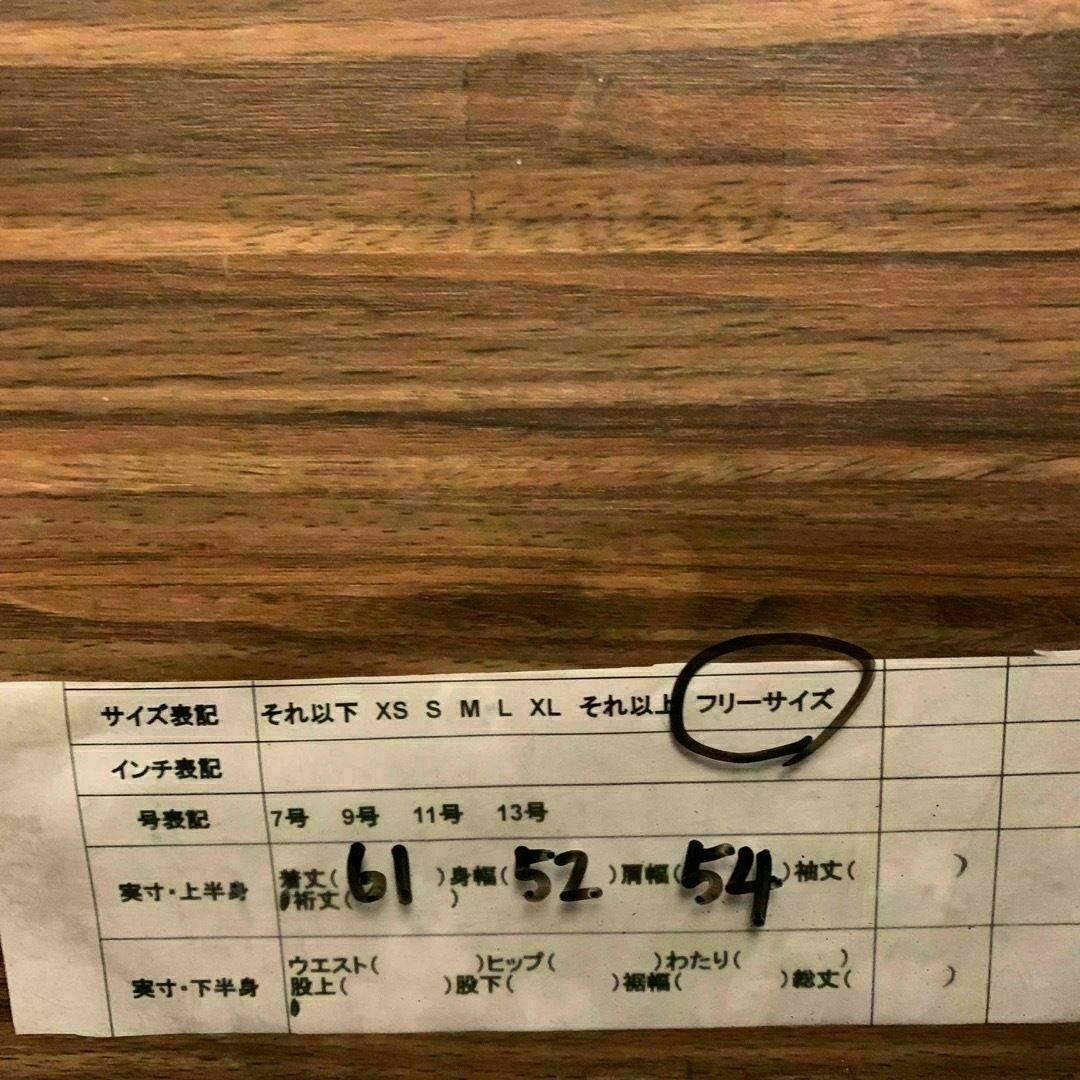 サイズ表記 それ以下 XS S M L XL それ以上 フリーサイズ
インチ表記
号表記 7号 9号 11号 13号
実寸・上半身 着丈( 61 )身幅( 52 )肩幅( 54 )袖丈( )
裄丈( )
実寸・下半身 ウエスト( )ヒップ( )わたり( )
股上( )股下( )裾幅( )総丈( )